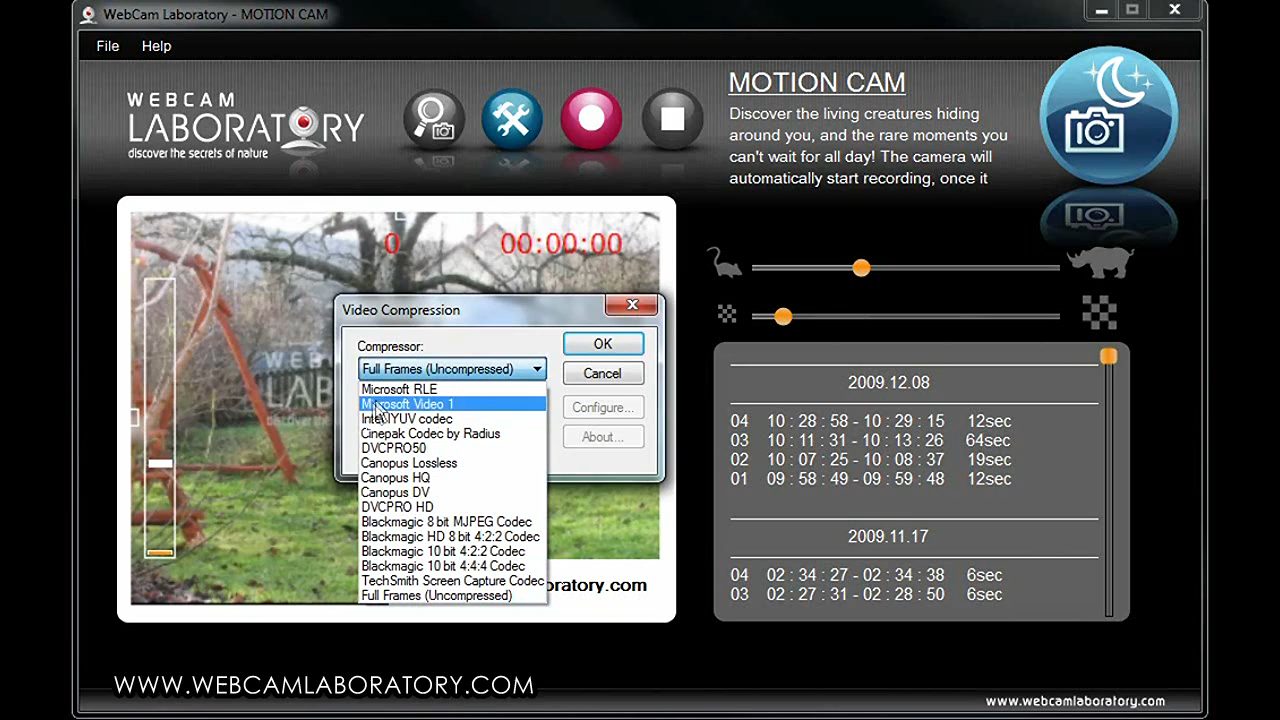 WebCam Laboratory - MOTION CAM
File Help
WEBCAM
LABORATORY
discover the secrets of nature
MOTION CAM
Discover the living creatures hiding
around you, and the rare moments you
can't wait for all day! The camera will
automatically start recording, once it
0 00:00:00
WEB
LAB
Video Compression
Compressor:
Full Frames (Uncompressed)
OK
Cancel
Configure...
About...
Microsoft RLE
Microsoft Video 1
Intel IYUV codec
Cinepak Codec by Radius
DVCPRO50
Canopus Lossless
Canopus HQ
Canopus DV
DVCPRO HD
Blackmagic 8 bit MJPEG Codec
Blackmagic HD 8 bit 4:2:2 Codec
Blackmagic 10 bit 4:2:2 Codec
Blackmagic 10 bit 4:4:4 Codec
TechSmith Screen Capture Codec
Full Frames (Uncompressed)
oratory.com
2009.12.08
04 10 : 28 : 58 - 10 : 29 : 15 12sec
03 10 : 11 : 31 - 10 : 13 : 26 64sec
02 10 : 07 : 25 - 10 : 08 : 37 19sec
01 09 : 58 : 49 - 09 : 59 : 48 12sec
2009.11.17
04 02 : 34 : 27 - 02 : 34 : 38 6sec
03 02 : 27 : 31 - 02 : 28 : 50 6sec
WWW.WEBCAMLABORATORY.COM
www.webcamlaboratory.com